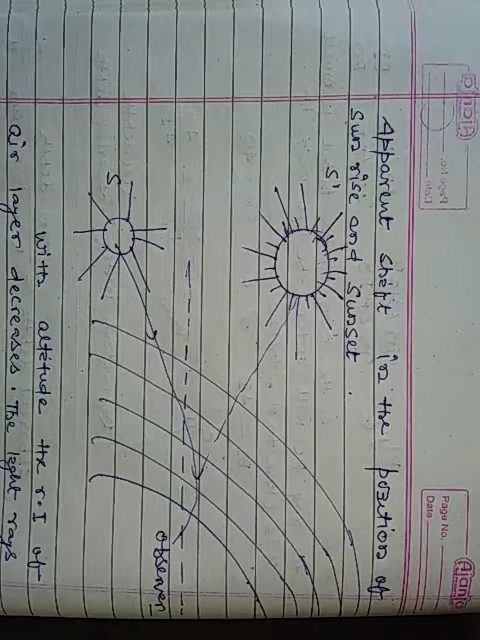 Ajanta
Page No.
Date
Apparent shift in the position of
Sun rise and Sunset.
S'
S
observer
with altitude the r.I of
air layer decreases. The light rays